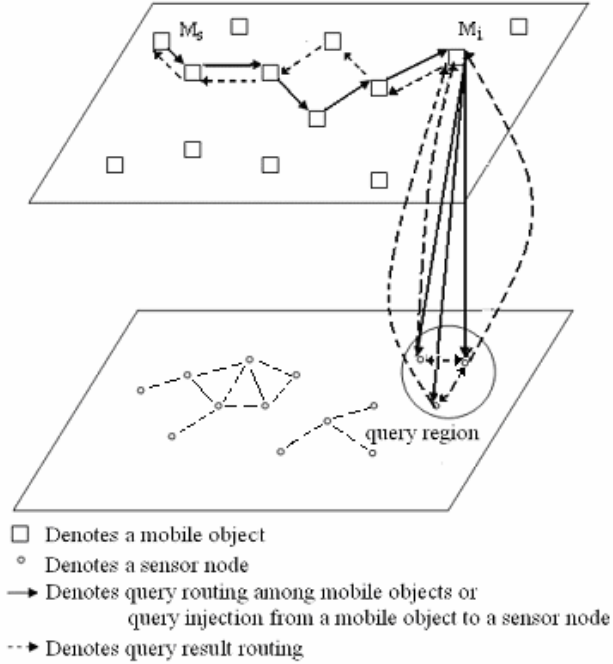 Ms
Mi
query region
Denotes a mobile object
Denotes a sensor node
Denotes query routing among mobile objects or
query injection from a mobile object to a sensor node
Denotes query result routing